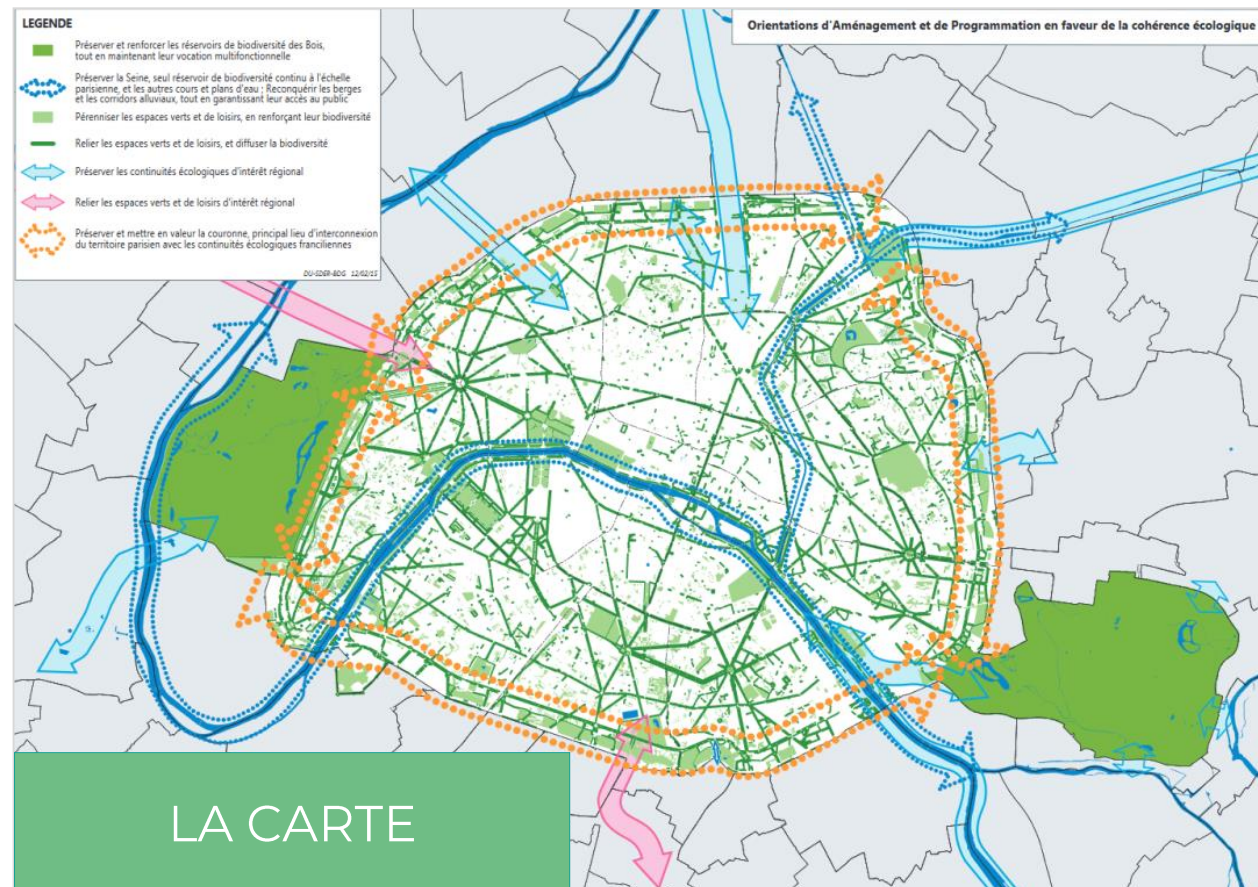 LEGENDE
Orientations d'Aménagement et de Programmation en faveur de la cohérence écologique
Préserver et renforcer les réservoirs de biodiversité des Bois,
tout en maintenant leur vocation multifonctionnelle
Préserver la Seine, seul réservoir de biodiversité continu à l'échelle
parisienne, et les autres cours et plans d'eau ; Reconquérir les berges
et les corridors alluviaux, tout en garantissant leur accès au public
Pérenniser les espaces verts et de loisirs, en renforçant leur biodiversité
Relier les espaces verts et de loisirs, et diffuser la biodiversité
Préserver les continuités écologiques d'intérêt régional
Relier les espaces verts et de loisirs d'intérêt régional
Préserver et mettre en valeur la couronne, principal lieu d'interconnexion
du territoire parisien avec les continuités écologiques franciliennes
DU-SDER-BDG 12/02/15
LA CARTE